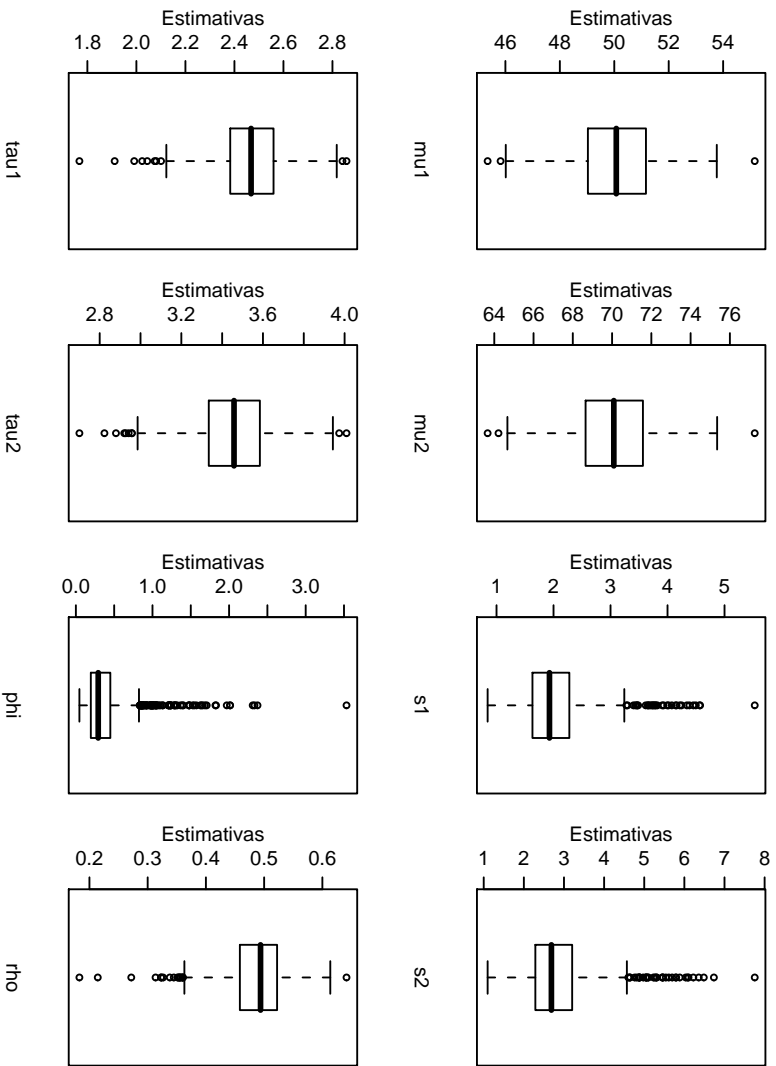 Estimativas
1.8 2.0 2.2 2.4 2.6 2.8
tau1
Estimativas
46 48 50 52 54
mu1
Estimativas
2.8 3.2 3.6 4.0
tau2
Estimativas
64 66 68 70 72 74 76
mu2
Estimativas
0.0 1.0 2.0 3.0
phi
Estimativas
1 2 3 4 5
s1
Estimativas
0.2 0.3 0.4 0.5 0.6
rho
Estimativas
1 2 3 4 5 6 7 8
s2